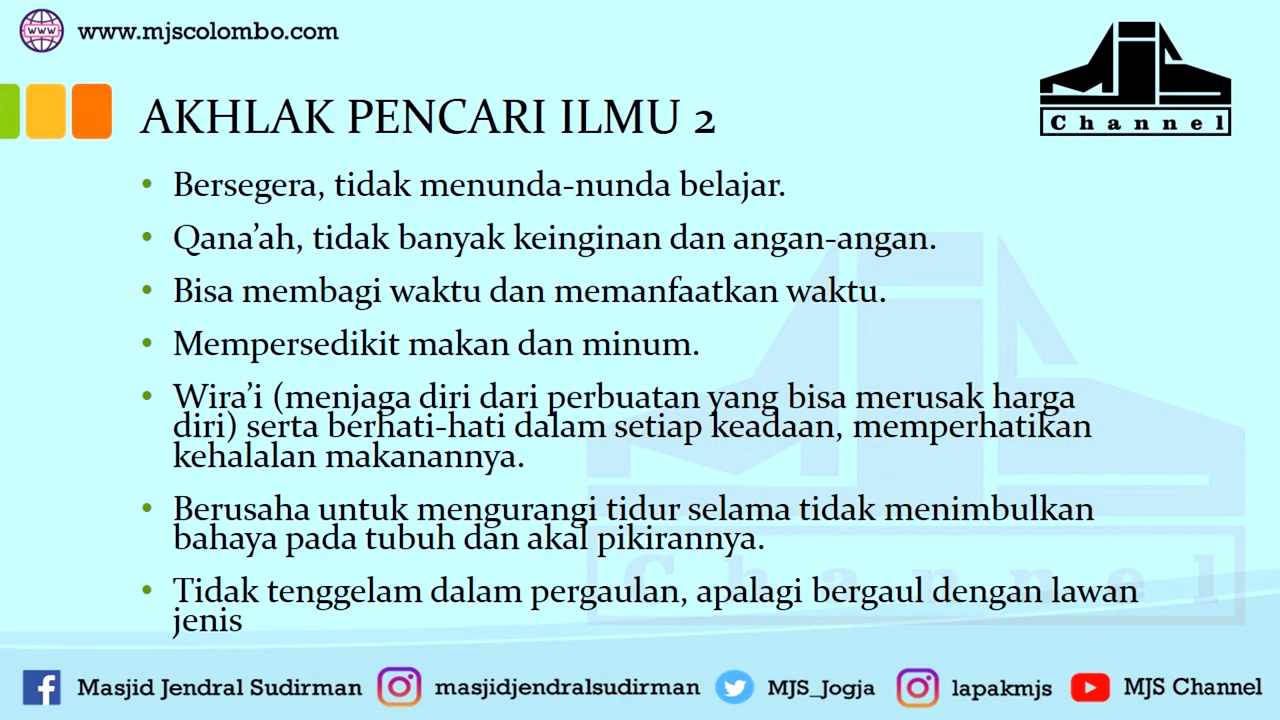 www.mjscolombo.com
MJS
Channel
AKHLAK PENCARI ILMU 2
• Bersegera, tidak menunda-nunda belajar.
• Qana’ah, tidak banyak keinginan dan angan-angan.
• Bisa membagi waktu dan memanfaatkan waktu.
• Mempersedikit makan dan minum.
• Wira’i (menjaga diri dari perbuatan yang bisa merusak harga
diri) serta berhati-hati dalam setiap keadaan, memperhatikan
kehalalan makanannya.
• Berusaha untuk mengurangi tidur selama tidak menimbulkan
bahaya pada tubuh dan akal pikirannya.
• Tidak tenggelam dalam pergaulan, apalagi bergaul dengan lawan
jenis
MJS
Channel
Masjid Jendral Sudirman masjidjendralsudirman MJS_Jogja lapakmjs MJS Channel